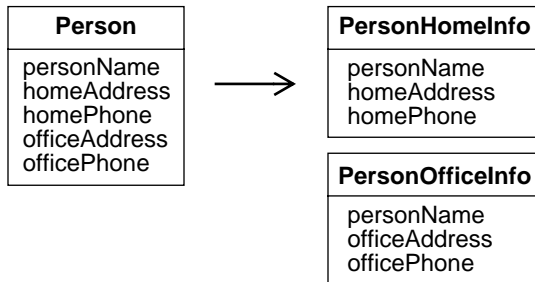 Person
personName
homeAddress
homePhone
officeAddress
officePhone
PersonHomeInfo
personName
homeAddress
homePhone
PersonOfficeInfo
personName
officeAddress
officePhone